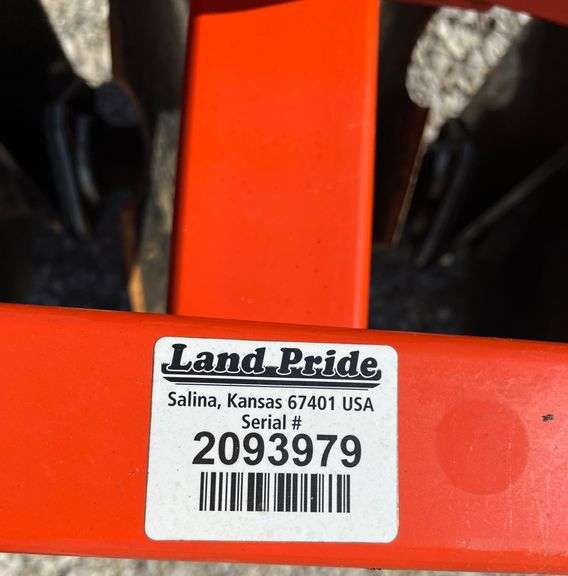 Land Pride
Salina, Kansas 67401 USA
Serial #
2093979